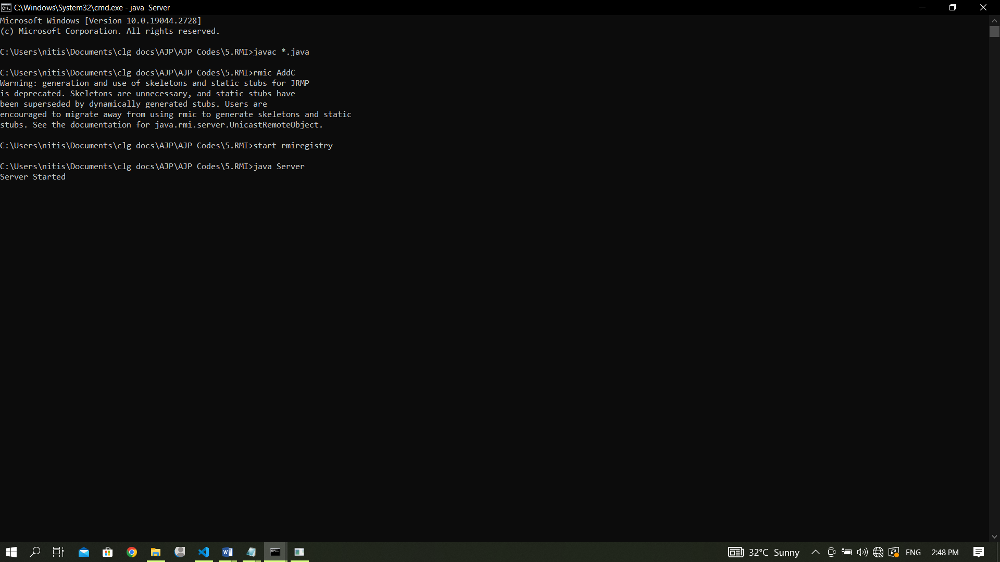 C:\Windows\System32\cmd.exe - java  Server
Microsoft Windows [Version 10.0.19044.2728]
(c) Microsoft Corporation. All rights reserved.
C:\Users\nitis\Documents\clg docs\AJP\AJP Codes\5.RMI>javac *.java
C:\Users\nitis\Documents\clg docs\AJP\AJP Codes\5.RMI>rmic AddC
Warning: generation and use of skeletons and static stubs for JRMP
is deprecated. Skeletons are unnecessary, and static stubs have
been superseded by dynamically generated stubs. Users are
encouraged to migrate away from using rmic to generate skeletons and static
stubs. See the documentation for java.rmi.server.UnicastRemoteObject.
C:\Users\nitis\Documents\clg docs\AJP\AJP Codes\5.RMI>start rmiregistry
C:\Users\nitis\Documents\clg docs\AJP\AJP Codes\5.RMI>java Server
Server Started
32°C Sunny ENG 2:48 PM